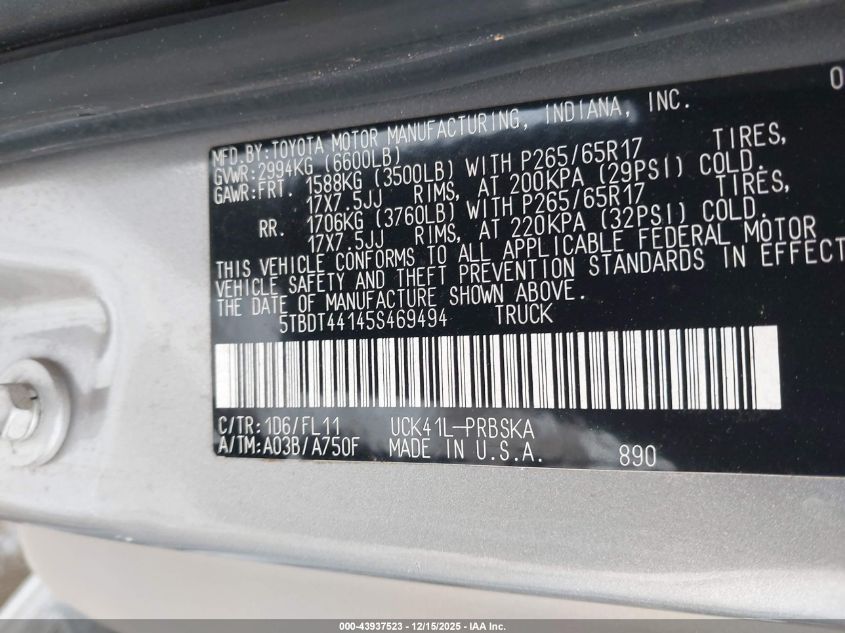 0
MFD.BY:TOYOTA MOTOR MANUFACTURING, INDIANA, INC.
GVWR:2994KG (6600LB)
GAWR:FRT. 1588KG (3500LB) WITH P265/65R17 TIRES,
17X7.5JJ RIMS, AT 200KPA (29PSI) COLD.
RR. 1706KG (3760LB) WITH P265/65R17 TIRES,
17X7.5JJ RIMS, AT 220KPA (32PSI) COLD.
THIS VEHICLE CONFORMS TO ALL APPLICABLE FEDERAL MOTOR
VEHICLE SAFETY AND THEFT PREVENTION STANDARDS IN EFFECT
THE DATE OF MANUFACTURE SHOWN ABOVE.
5TBDT44145S469494 TRUCK
C/TR: 1D6/FL11 UCK41L-PRBSKA
A/TM:A03B/A750F MADE IN U.S.A. 890
000-43937523 - 12/15/2025 - IAA Inc.